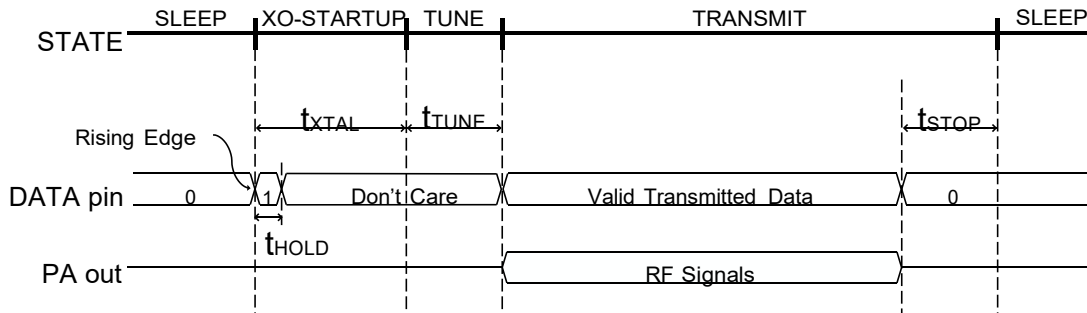 SLEEP XO-STARTUP TUNE TRANSMIT SLEEP
STATE
tXTAL tTUNE tSTOP
Rising Edge
DATA pin 0 1 Don't Care Valid Transmitted Data 0
tHOLD
PA out RF Signals